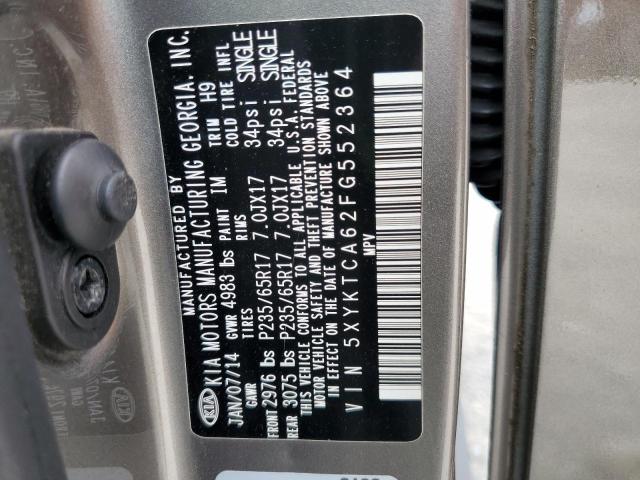 MANUFACTURED BY
KIA KIA MOTORS MANUFACTURING GEORGIA. INC.
JAN/07/14 GVWR 4983 lbs PAINT IM TRIM H9
GAWR TIRES RIMS COLD TIRE INFL
FRONT 2976 lbs P235/65R17 7.0JX17 34psi SINGLE
REAR 3075 lbs P235/65R17 7.0JX17 34psi SINGLE
THIS VEHICLE CONFORMS TO ALL APPLICABLE U.S.A. FEDERAL
MOTOR VEHICLE SAFETY AND THEFT PREVENTION STANDARDS
IN EFFECT ON THE DATE OF MANUFACTURE SHOWN ABOVE
VIN 5XYKTCA62FG552364
MPV